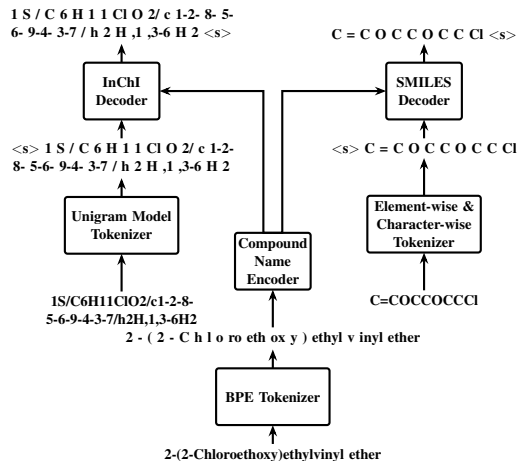 1 S / C 6 H 1 1 Cl O 2/ c 1-2- 8- 5-
6- 9-4- 3-7 / h 2 H ,1 ,3-6 H 2 <s>
InChI
Decoder
<s> 1 S / C 6 H 1 1 Cl O 2/ c 1-2-
8- 5-6- 9-4- 3-7 / h 2 H ,1 ,3-6 H 2
Unigram Model
Tokenizer
1S/C6H11ClO2/c1-2-8-
5-6-9-4-3-7/h2H,1,3-6H2
C = C O C C O C C Cl <s>
SMILES
Decoder
<s> C = C O C C O C C Cl
Element-wise &
Character-wise
Tokenizer
C=COCCOCCCl
Compound
Name
Encoder
2 - ( 2 - C h l o ro eth ox y ) ethyl v inyl ether
BPE Tokenizer
2-(2-Chloroethoxy)ethylvinyl ether